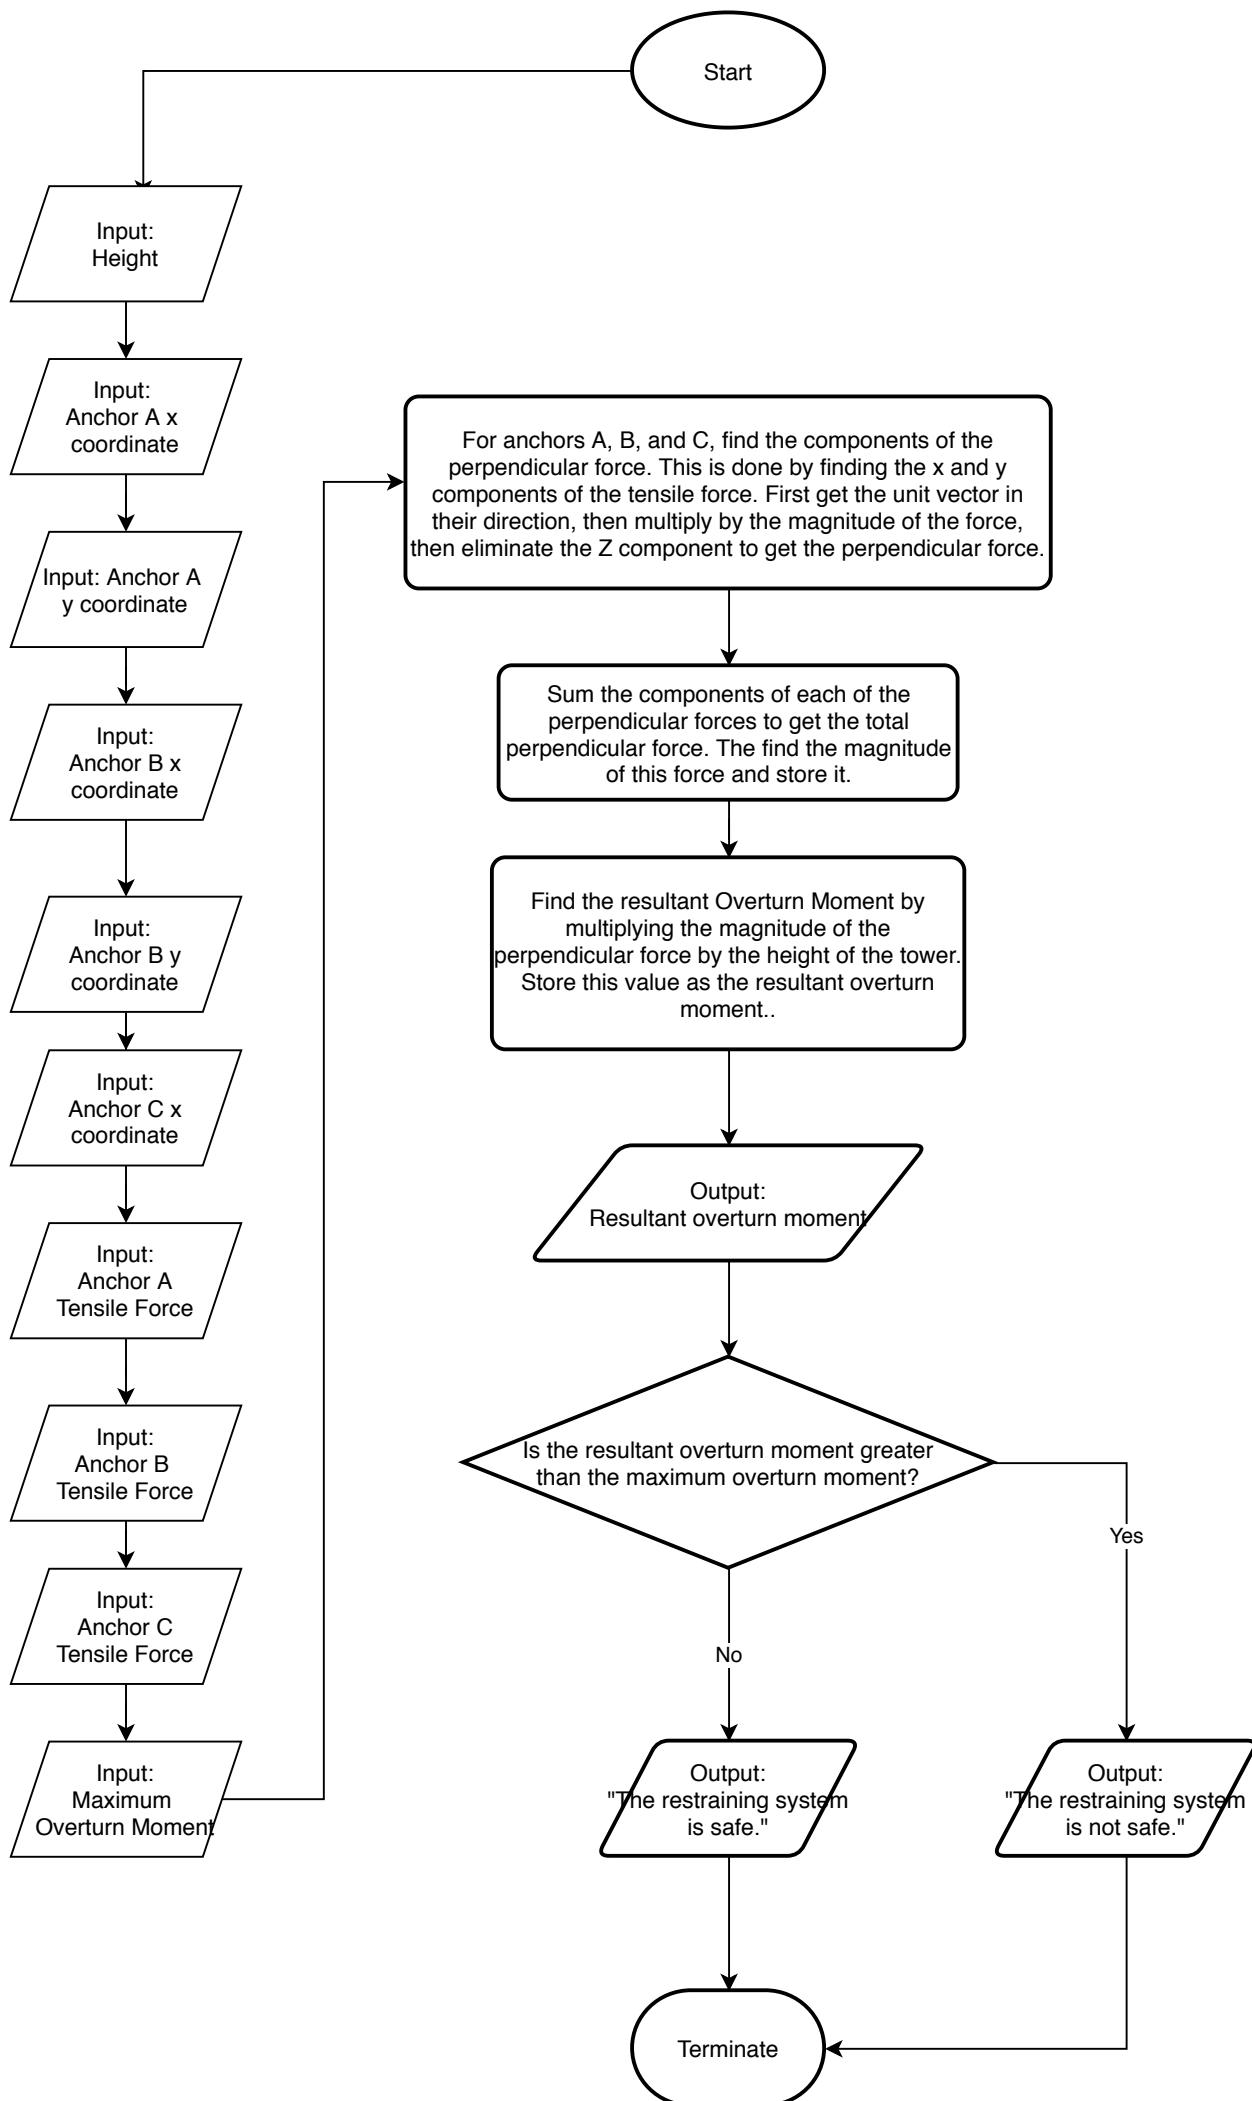 Start
Input:
Height
Input:
Anchor A x
coordinate
Input: Anchor A
y coordinate
Input:
Anchor B x
coordinate
Input:
Anchor B y
coordinate
Input:
Anchor C x
coordinate
Input:
Anchor A
Tensile Force
Input:
Anchor B
Tensile Force
Input:
Anchor C
Tensile Force
Input:
Maximum
Overturn Moment
For anchors A, B, and C, find the components of the
perpendicular force. This is done by finding the x and y
components of the tensile force. First get the unit vector in
their direction, then multiply by the magnitude of the force,
then eliminate the Z component to get the perpendicular force.
Sum the components of each of the
perpendicular forces to get the total
perpendicular force. The find the magnitude
of this force and store it.
Find the resultant Overturn Moment by
multiplying the magnitude of the
perpendicular force by the height of the tower.
Store this value as the resultant overturn
moment..
Output:
Resultant overturn moment
Is the resultant overturn moment greater
than the maximum overturn moment?
Yes
No
Output:
"The restraining system
is safe."
Output:
"The restraining system
is not safe."
Terminate